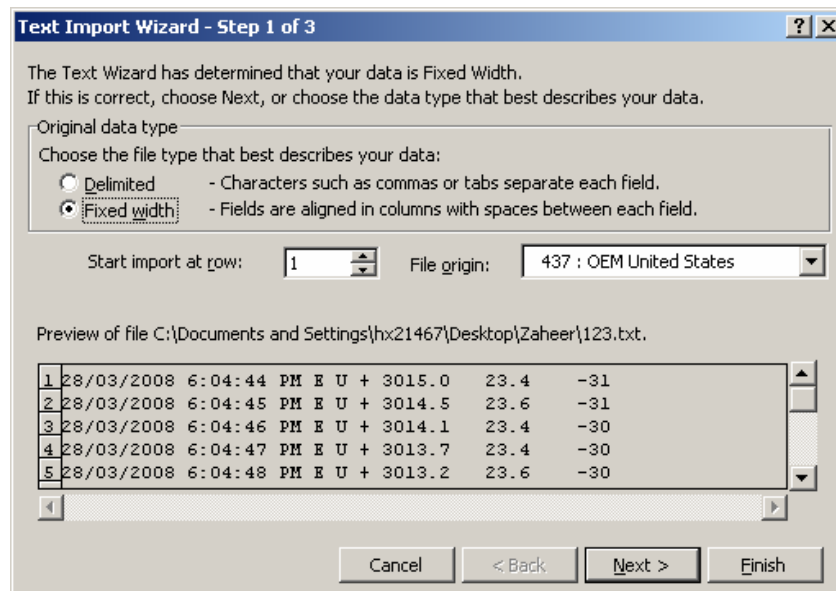 Text Import Wizard - Step 1 of 3
The Text Wizard has determined that your data is Fixed Width.
If this is correct, choose Next, or choose the data type that best describes your data.
Original data type
Choose the file type that best describes your data:
Delimited - Characters such as commas or tabs separate each field.
Fixed width - Fields are aligned in columns with spaces between each field.
Start import at row: 1 File origin: 437 : OEM United States
Preview of file C:\Documents and Settings\hx21467\Desktop\Zaheer\123.txt.
1 28/03/2008 6:04:44 PM E U + 3015.0 23.4 -31
2 28/03/2008 6:04:45 PM E U + 3014.5 23.6 -31
3 28/03/2008 6:04:46 PM E U + 3014.1 23.4 -30
4 28/03/2008 6:04:47 PM E U + 3013.7 23.4 -30
5 28/03/2008 6:04:48 PM E U + 3013.2 23.6 -30
Cancel < Back Next > Finish